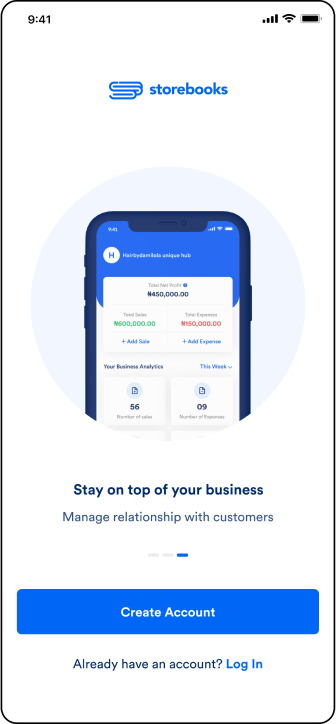 9:41
storebooks
9:41
H Hairbydamilola unique hub
Total Net Profit
₦450,000.00
Total Sales Total Expenses
₦600,000.00 ₦150,000.00
+ Add Sale + Add Expense
Your Business Analytics This Week
56 09
Number of sales Number of Expenses
Stay on top of your business
Manage relationship with customers
Create Account
Already have an account? Log In